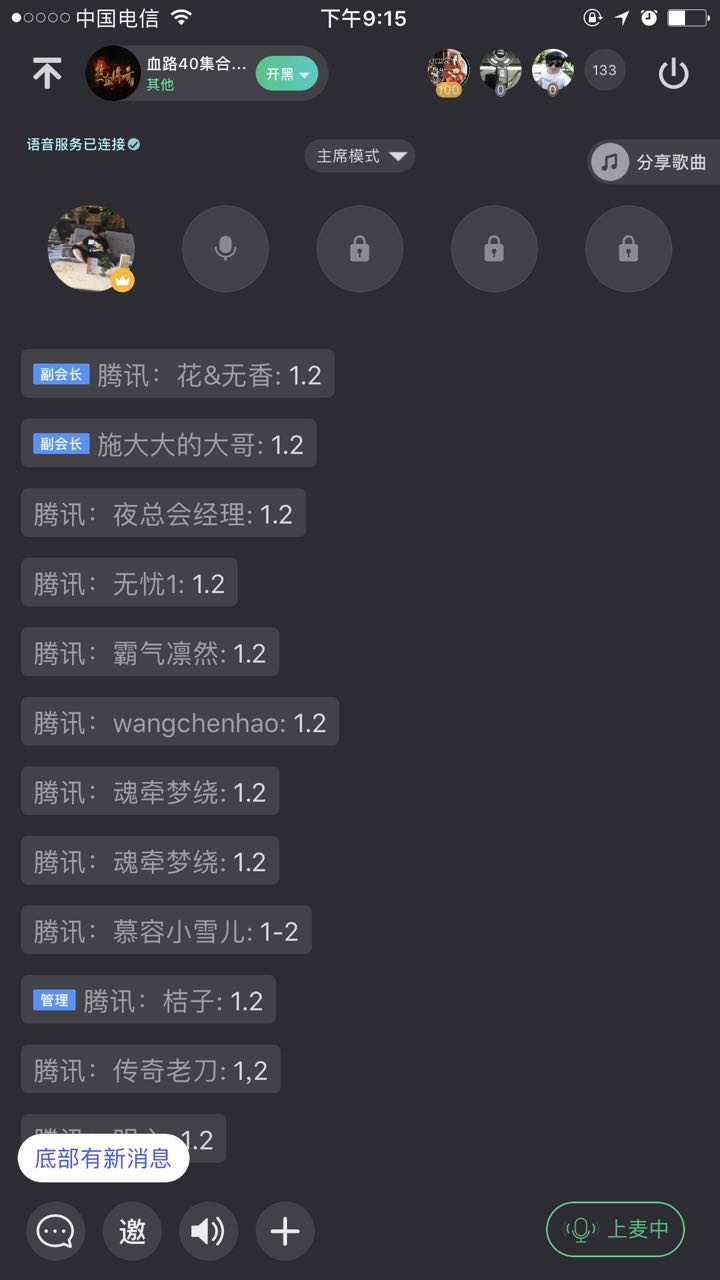 中国电信
下午9:15
血路40集合...
其他
开黑
100
0
0
133
语音服务已连接
主席模式
分享歌曲
副会长 腾讯：花&无香: 1.2
副会长 施大大的大哥: 1.2
腾讯：夜总会经理: 1.2
腾讯：无忧1: 1.2
腾讯：霸气凛然: 1.2
腾讯：wangchenhao: 1.2
腾讯：魂牵梦绕: 1.2
腾讯：魂牵梦绕: 1.2
腾讯：慕容小雪儿: 1-2
管理 腾讯：桔子: 1.2
腾讯：传奇老刀: 1,2
1.2
底部有新消息
邀
上麦中